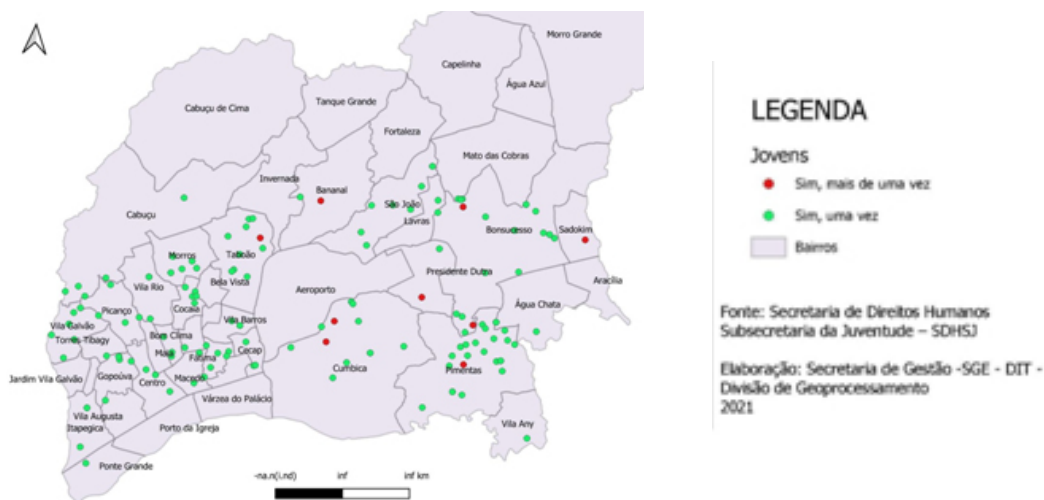 Morro Grande
Capelinha
Água Azul
Cabuçu de Cima
Tanque Grande
Fortaleza
Mato das Cobras
Invernada
Bananal
São João
Cabuçu
Lavras
Bonsucesso
Sadokim
Morros
Taboão
Presidente Dutra
Aracília
Vila Rio
Bela Vista
Aeroporto
Água Chata
Picanço
Cocaia
Vila Galvão
Vila Barros
Torres Tibagy
Bom Clima
Maia
Fátima
Cecap
Jardim Vila Galvão
Gopoúva
Centro
Macedo
Cumbica
Pimentas
Várzea do Palácio
Vila Augusta
Itapegica
Porto da Igreja
Vila Any
Ponte Grande
-na.n(i,nd) inf inf km
LEGENDA
Jovens
Sim, mais de uma vez
Sim, uma vez
Bairros
Fonte: Secretaria de Direitos Humanos
Subsecretaria da Juventude – SDHSJ
Elaboração: Secretaria de Gestão -SGE - DIT -
Divisão de Geoprocessamento
2021